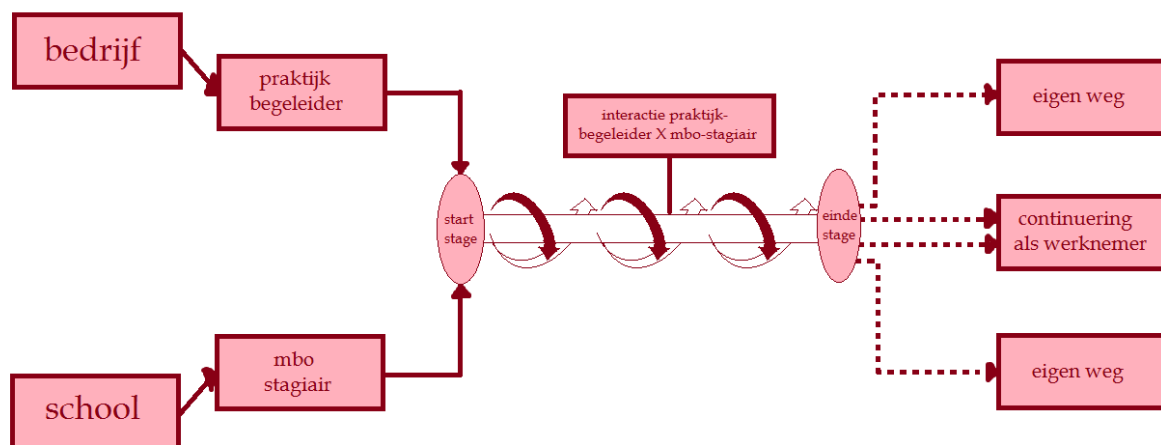 bedrijf
praktijk
begeleider
interactie praktijk-
begeleider X mbo-stagiair
eigen weg
start
stage
einde
stage
continuering
als werknemer
mbo
stagiair
school
eigen weg